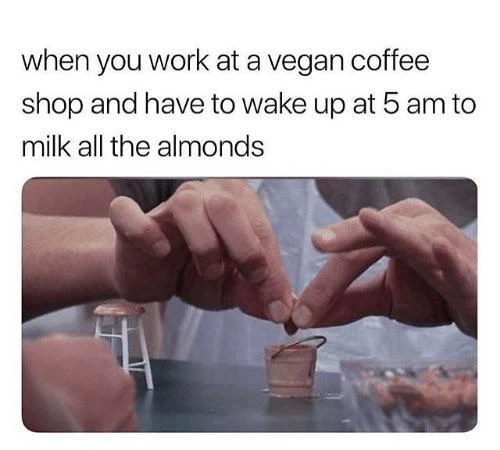 when you work at a vegan coffee
shop and have to wake up at 5 am to
milk all the almonds